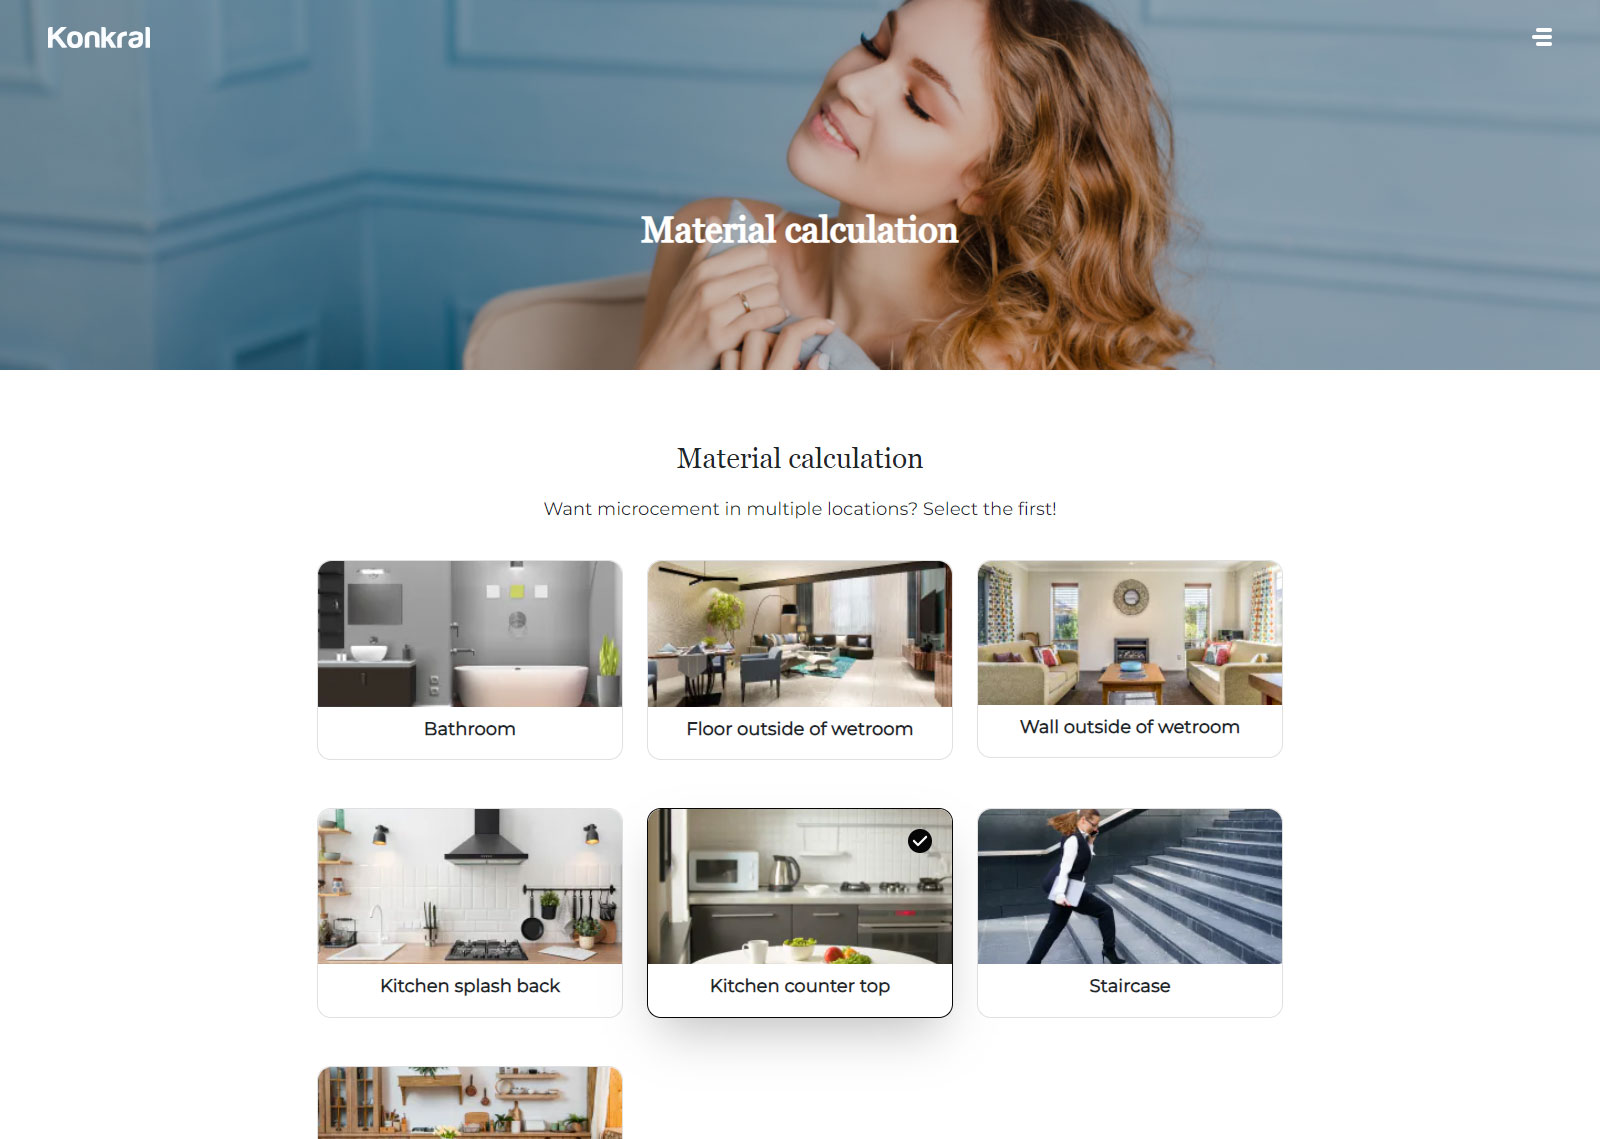 Konkral
Material calculation
Material calculation
Want microcement in multiple locations? Select the first!
Bathroom
Floor outside of wetroom
Wall outside of wetroom
Kitchen splash back
Kitchen counter top
Staircase